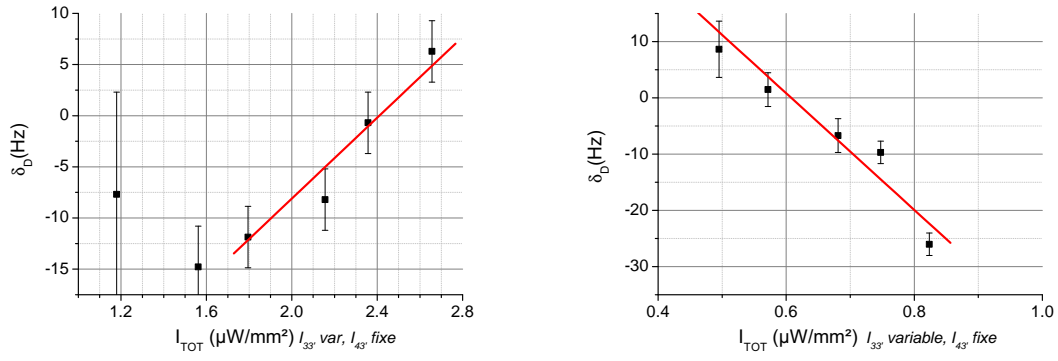 10
5
0
-5
-10
-15
δD(Hz)
1.2 1.6 2.0 2.4 2.8
ITOT (µW/mm²) I33' var, I43' fixe
10
0
-10
-20
-30
δD(Hz)
0.4 0.6 0.8 1.0
ITOT (µW/mm²) I33' variable, I43' fixe